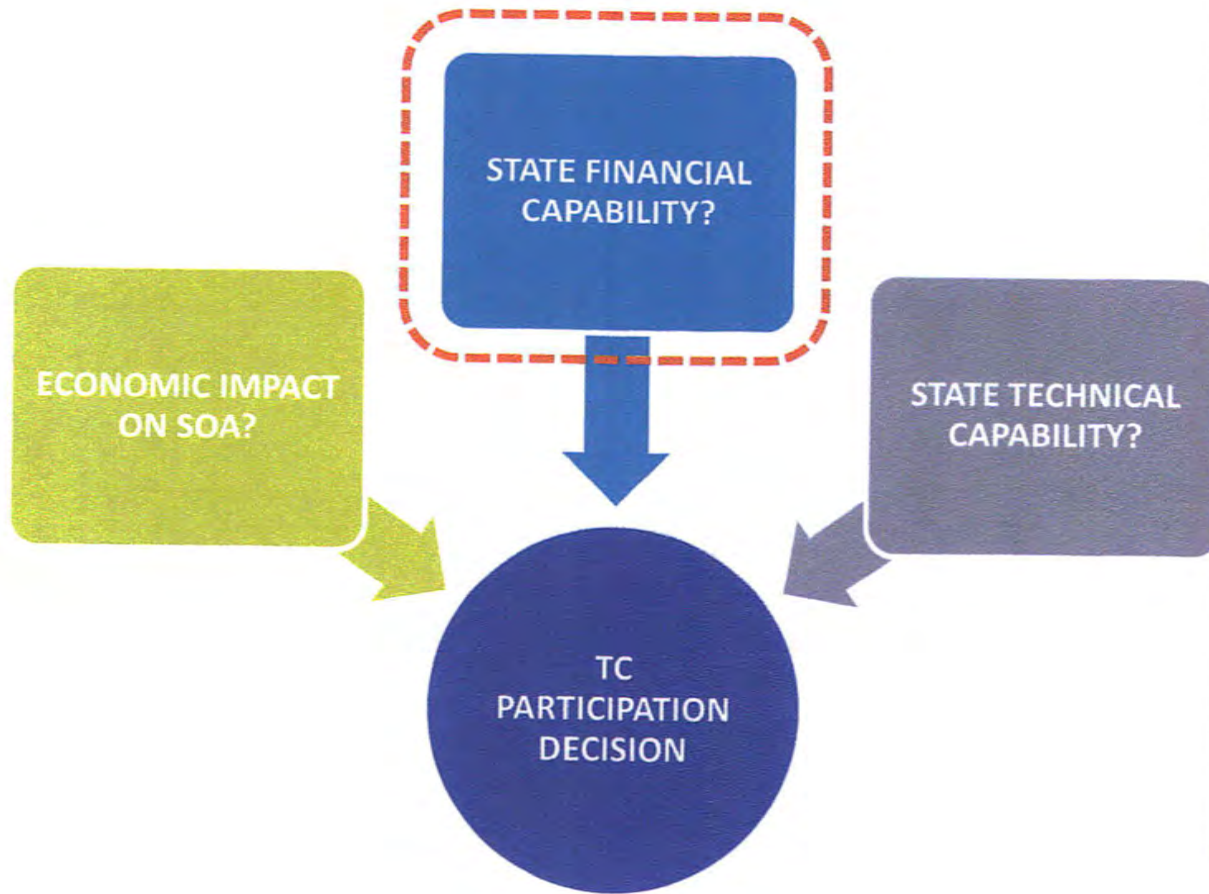 STATE FINANCIAL
CAPABILITY?
ECONOMIC IMPACT
ON SOA?
STATE TECHNICAL
CAPABILITY?
TC
PARTICIPATION
DECISION